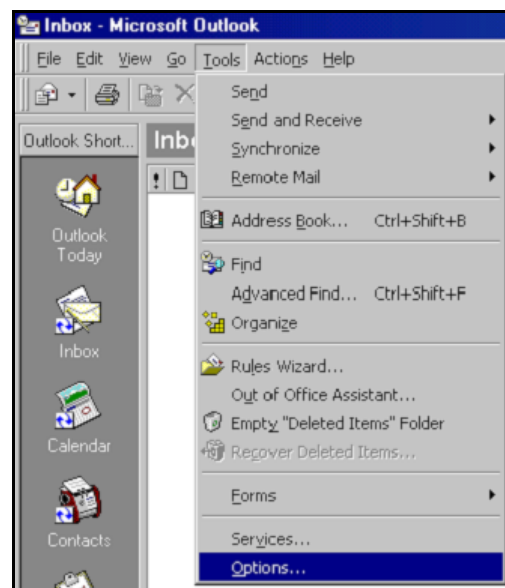 Inbox - Microsoft Outlook
File Edit View Go Tools Actions Help
Outlook Short...
Outlook
Today
Inbox
Calendar
Contacts
Send
Send and Receive
Synchronize
Remote Mail
Address Book... Ctrl+Shift+B
Find
Advanced Find... Ctrl+Shift+F
Organize
Rules Wizard...
Out of Office Assistant...
Empty "Deleted Items" Folder
Recover Deleted Items...
Forms
Services...
Options...